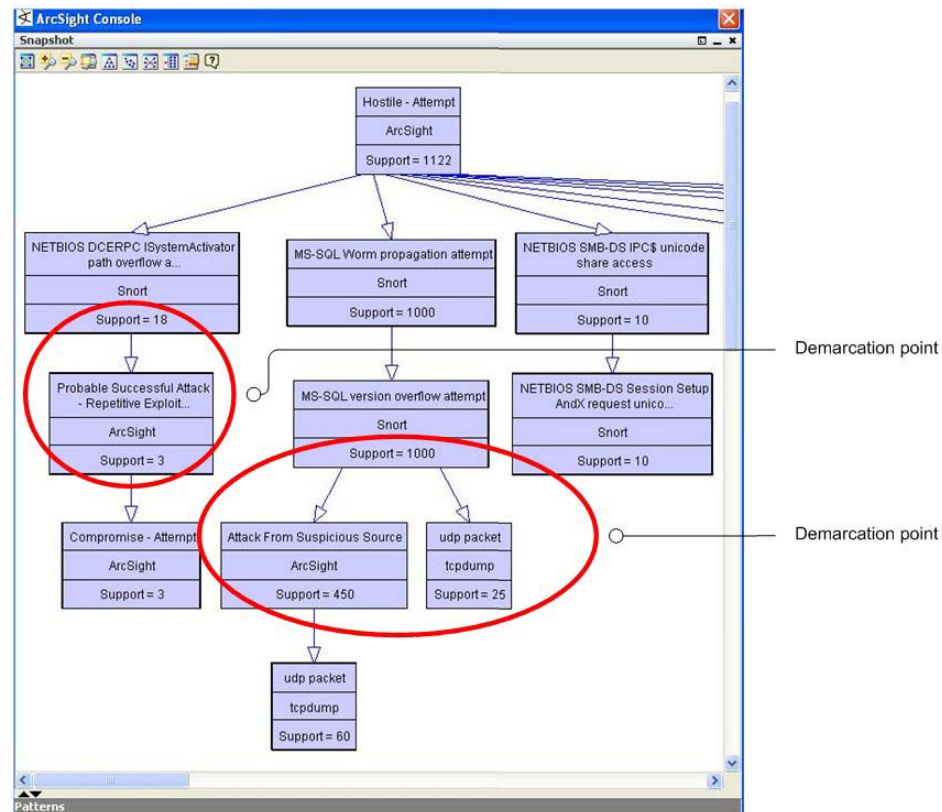 ArcSight Console
Snapshot
Hostile - Attempt
ArcSight
Support = 1122
NETBIOS DCERPC ISystemActivator
path overflow a...
Snort
Support = 18
MS-SQL Worm propagation attempt
Snort
Support = 1000
NETBIOS SMB-DS IPC$ unicode
share access
Snort
Support = 10
Demarcation point
Probable Successful Attack
- Repetitive Exploit...
ArcSight
Support = 3
MS-SQL version overflow attempt
Snort
Support = 1000
NETBIOS SMB-DS Session Setup
AndX request unico...
Snort
Support = 10
Demarcation point
Compromise - Attempt
ArcSight
Support = 3
Attack From Suspicious Source
ArcSight
Support = 450
udp packet
tcpdump
Support = 25
udp packet
tcpdump
Support = 60
Patterns